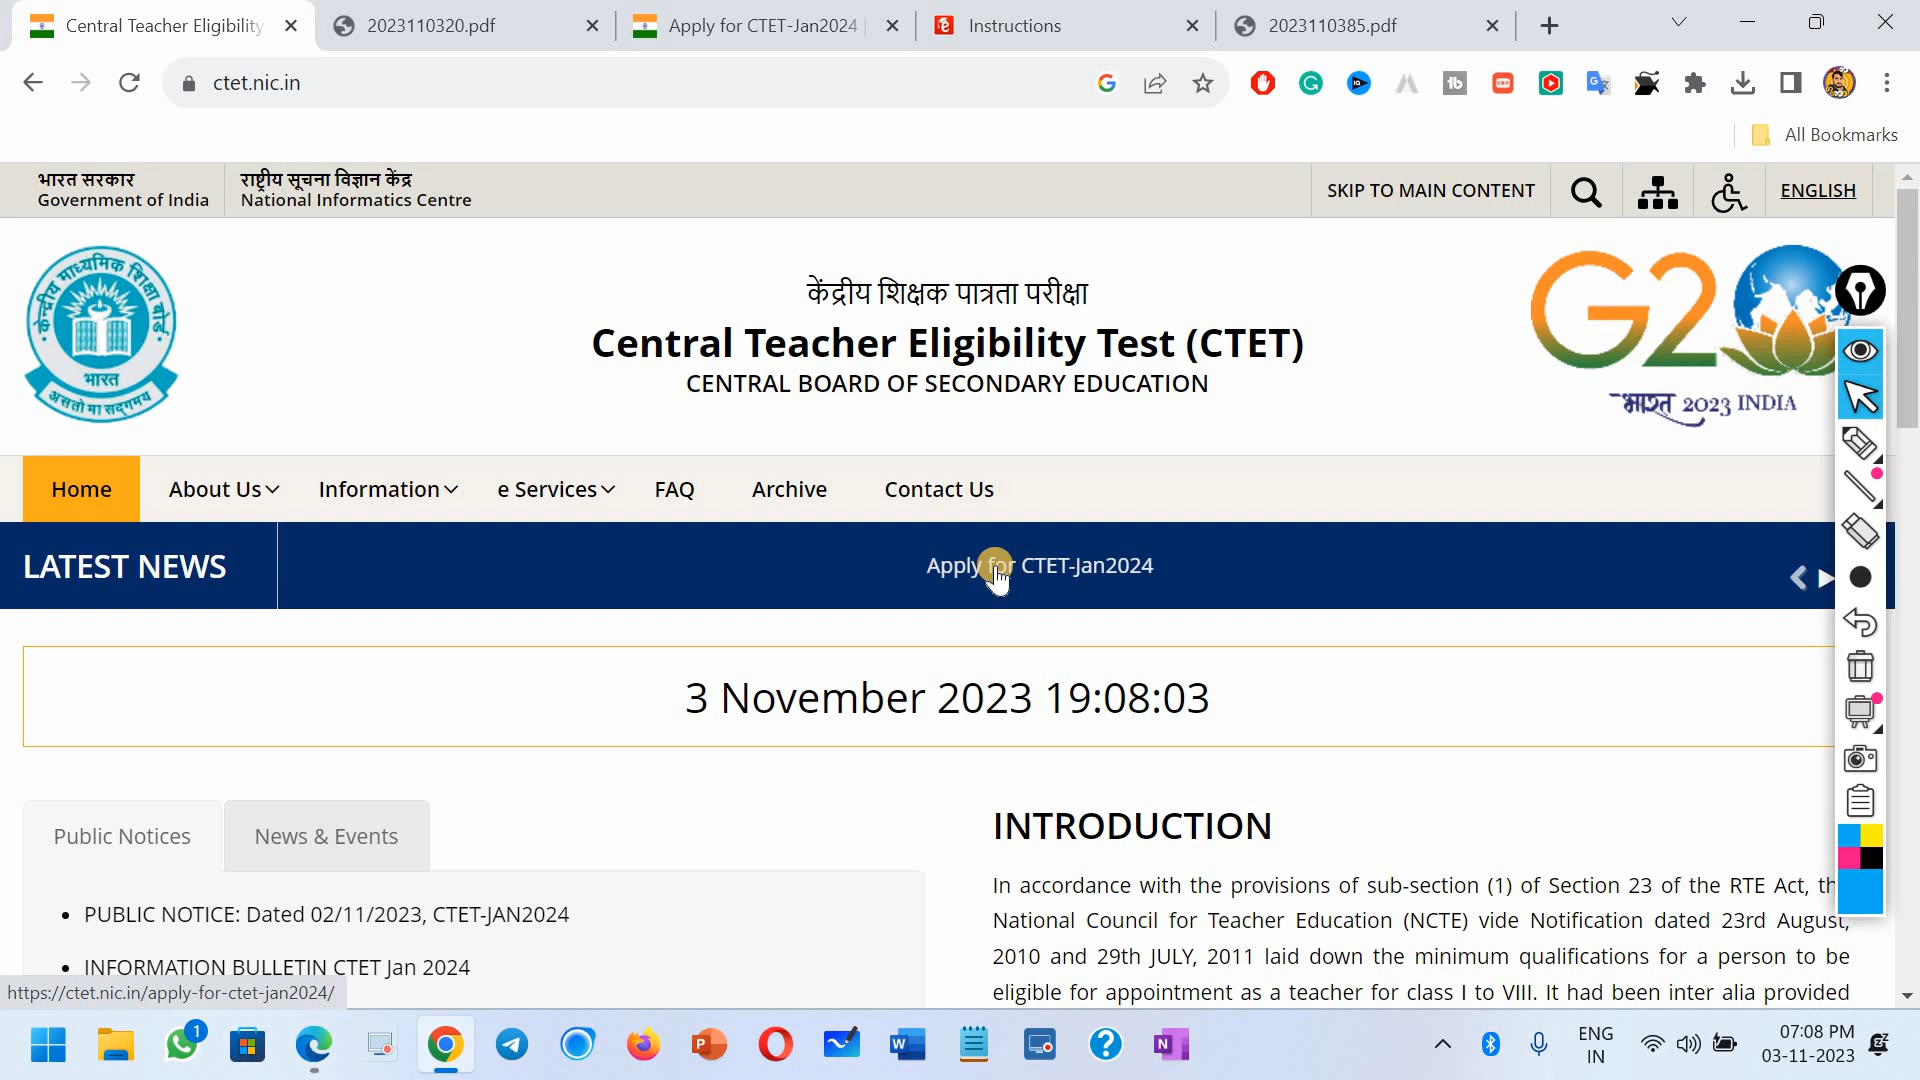 Central Teacher Eligibility
2023110320.pdf
Apply for CTET-Jan2024
Instructions
2023110385.pdf
ctet.nic.in
All Bookmarks
भारत सरकार
Government of India
राष्ट्रीय सूचना विज्ञान केंद्र
National Informatics Centre
SKIP TO MAIN CONTENT
ENGLISH
केन्द्रीय माध्यमिक शिक्षा बोर्ड
भारत
असतो मा सद्गमय
केंद्रीय शिक्षक पात्रता परीक्षा
Central Teacher Eligibility Test (CTET)
CENTRAL BOARD OF SECONDARY EDUCATION
G20
भारत 2023 INDIA
Home
About Us
Information
e Services
FAQ
Archive
Contact Us
LATEST NEWS
Apply for CTET-Jan2024
3 November 2023 19:08:03
Public Notices
News & Events
PUBLIC NOTICE: Dated 02/11/2023, CTET-JAN2024
INFORMATION BULLETIN CTET Jan 2024
INTRODUCTION
In accordance with the provisions of sub-section (1) of Section 23 of the RTE Act,
National Council for Teacher Education (NCTE) vide Notification dated 23rd August,
2010 and 29th JULY, 2011 laid down the minimum qualifications for a person to be
eligible for appointment as a teacher for class I to VIII. It had been inter alia provided
https://ctet.nic.in/apply-for-ctet-jan2024/
1
ENG
IN
07:08 PM
03-11-2023